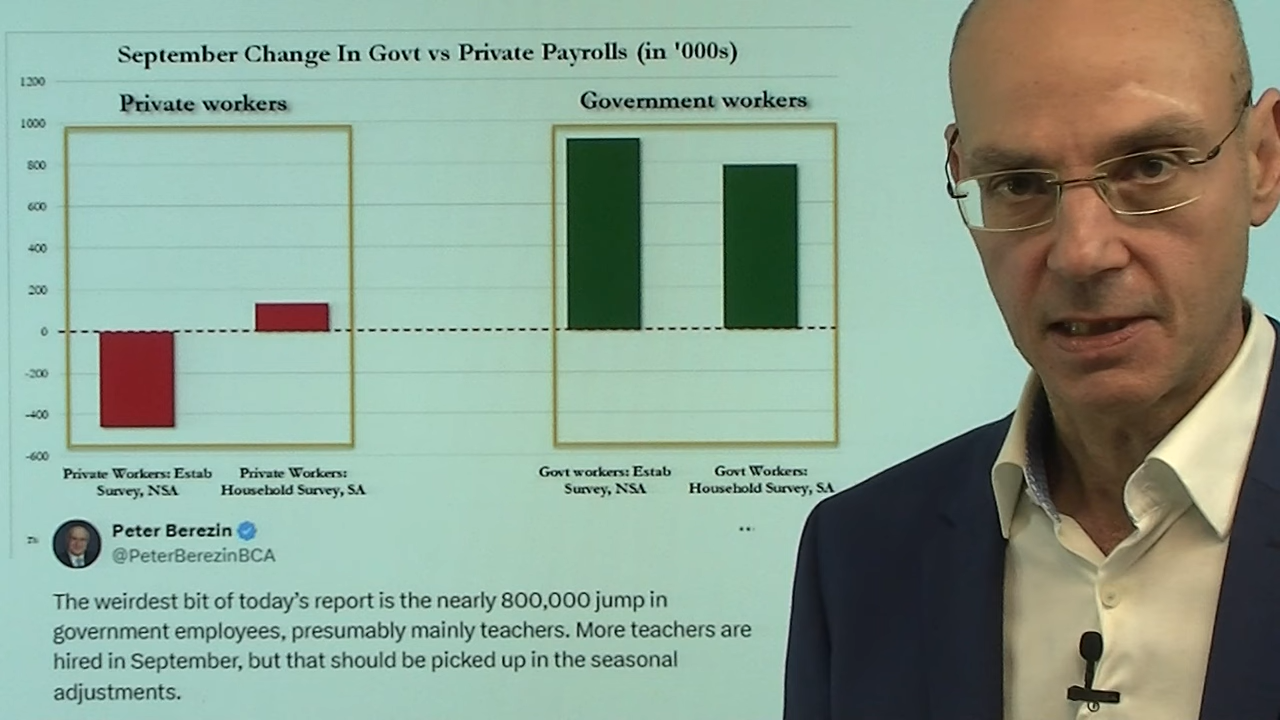 September Change In Govt vs Private Payrolls (in '000s)
1200
Private workers
Government workers
1000
800
600
400
200
0
-200
-400
-600
Private Workers: Estab
Survey, NSA
Private Workers:
Household Survey, SA
Govt workers: Estab
Survey, NSA
Govt Workers:
Household Survey, SA
Peter Berezin
@PeterBerezinBCA
The weirdest bit of today's report is the nearly 800,000 jump in
government employees, presumably mainly teachers. More teachers are
hired in September, but that should be picked up in the seasonal
adjustments.